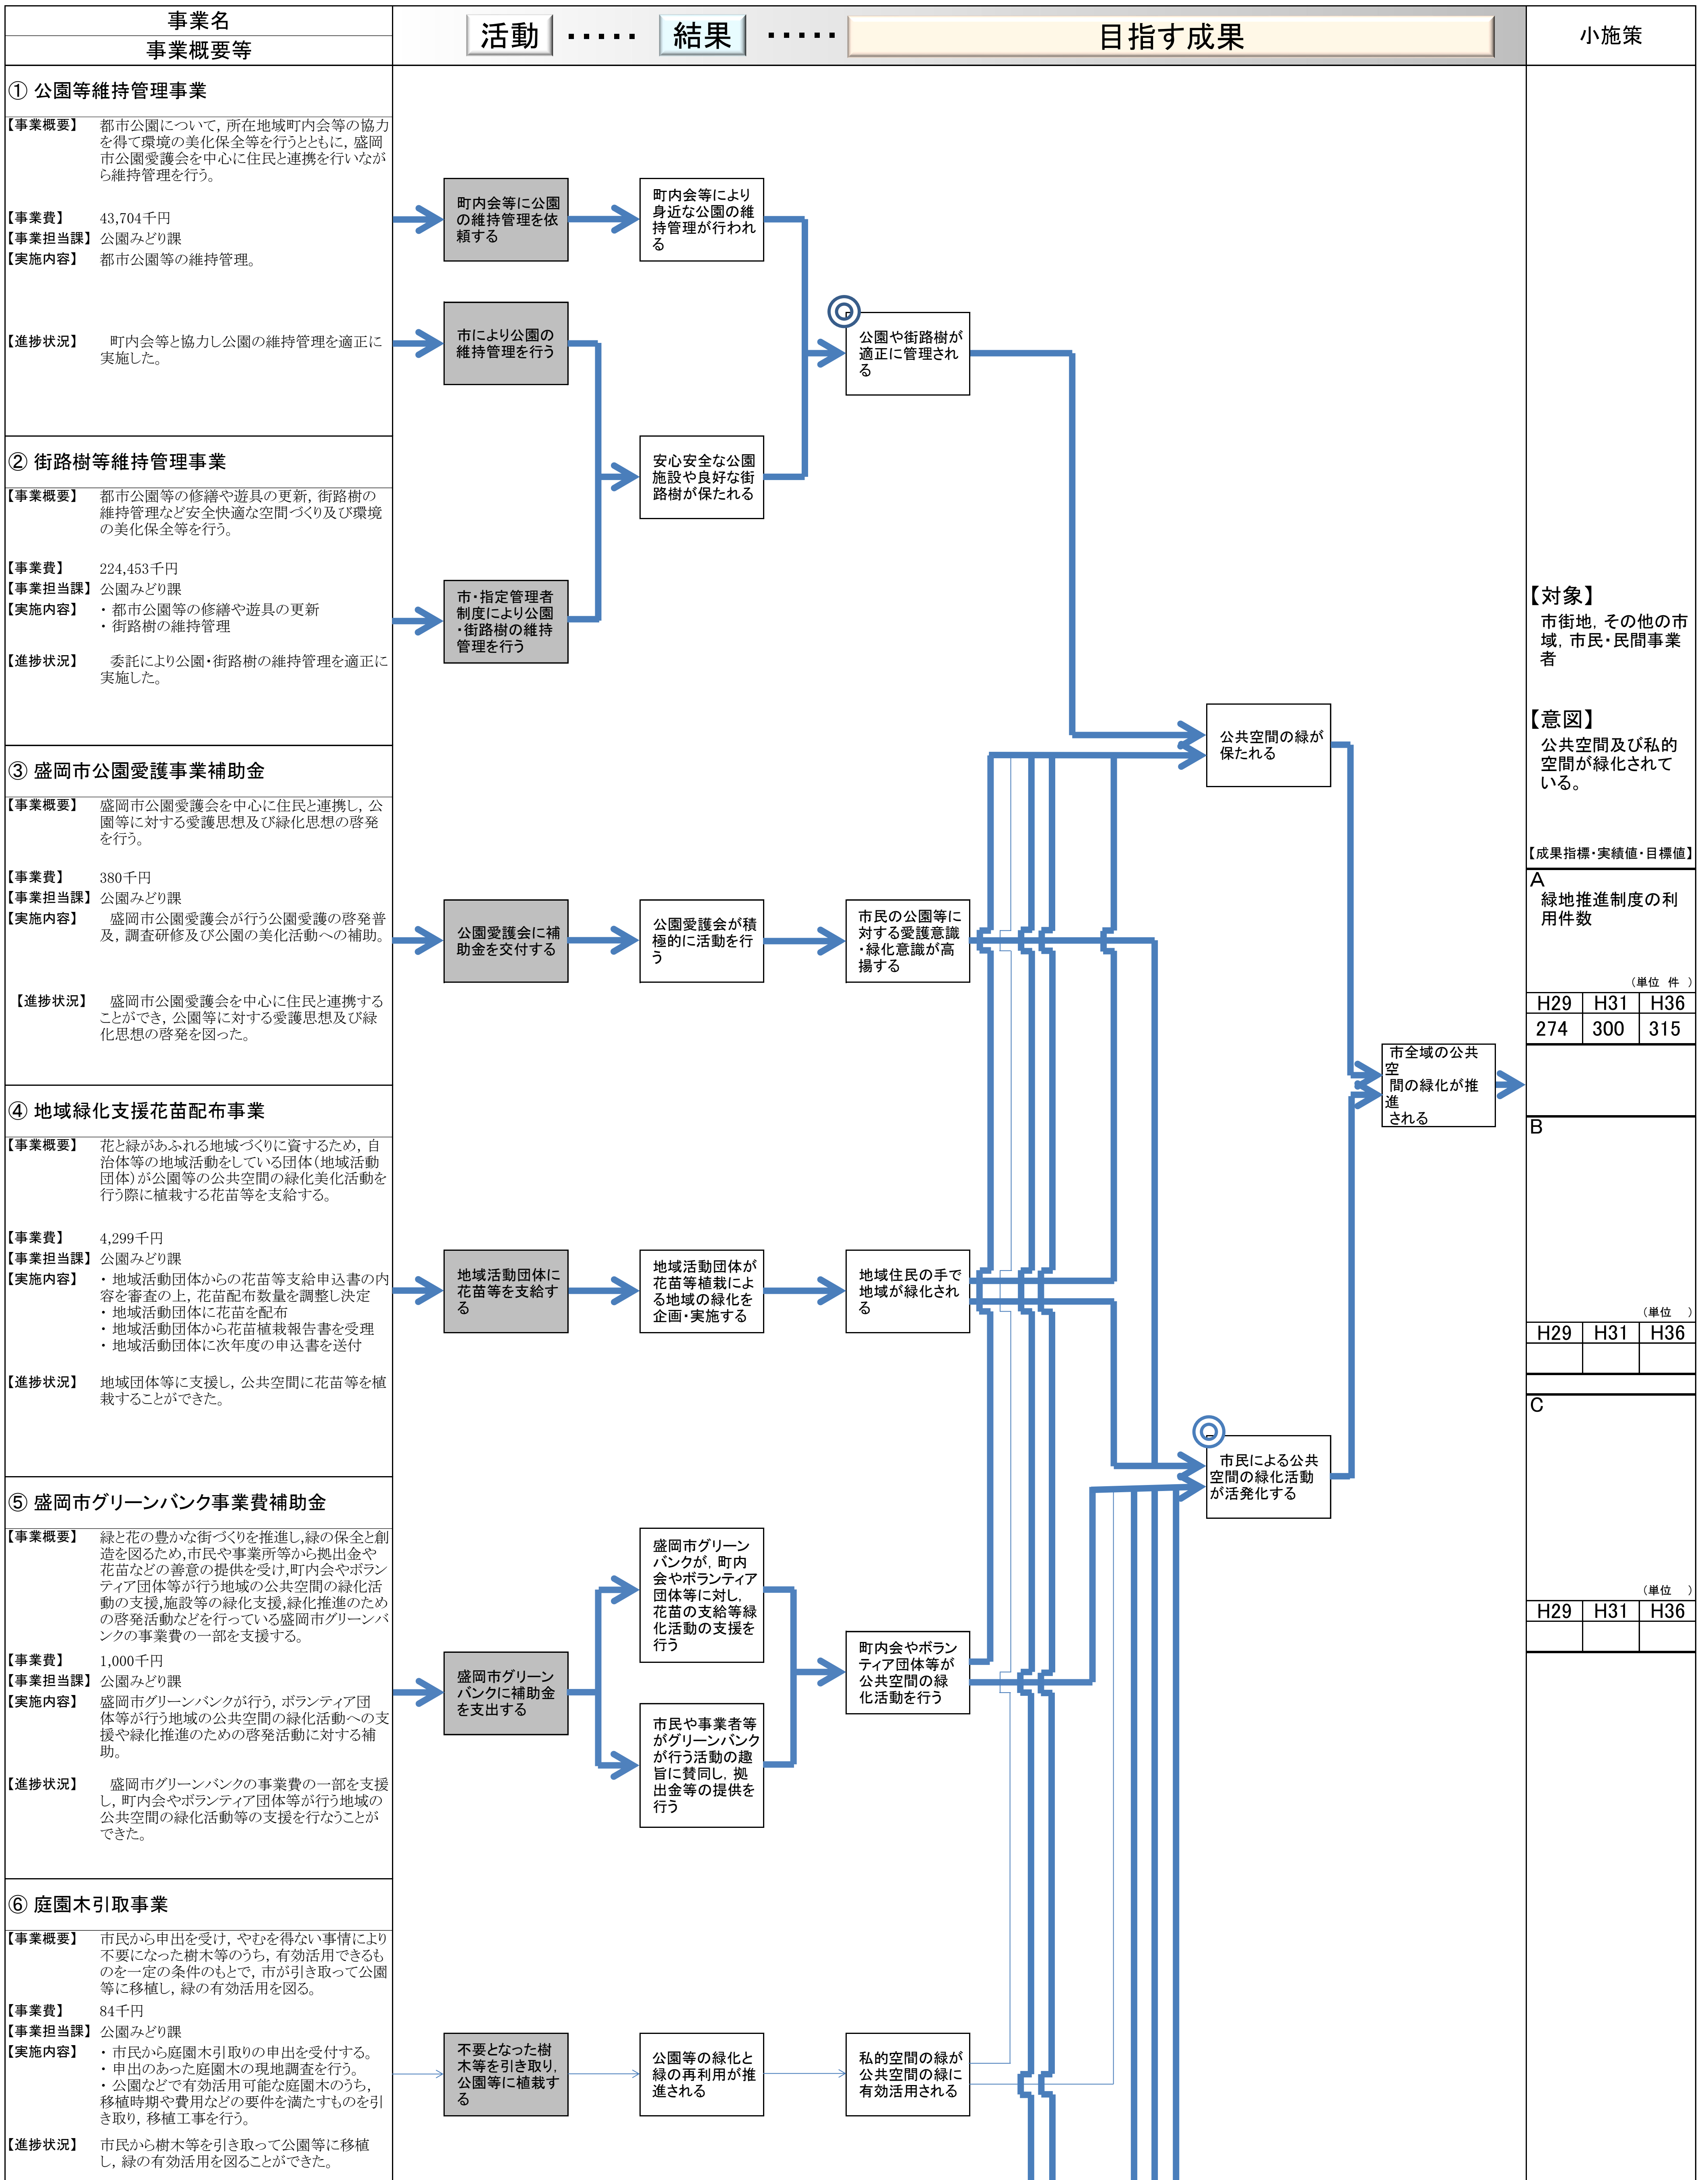 事業名
事業概要等
活動 ・・・・・ 結果 ・・・・・ 目指す成果
小施策
① 公園等維持管理事業
【事業概要】 都市公園について，所在地域町内会等の協力
を得て環境の美化保全等を行うとともに，盛岡
市公園愛護会を中心に住民と連携を行いなが
ら維持管理を行う。
【事業費】 43,704千円
【事業担当課】 公園みどり課
【実施内容】 都市公園等の維持管理。
【進捗状況】 町内会等と協力し公園の維持管理を適正に
実施した。
町内会等に公園
の維持管理を依
頼する
町内会等により
身近な公園の維
持管理が行われ
る
市により公園の
維持管理を行う
◎
公園や街路樹が
適正に管理され
る
② 街路樹等維持管理事業
【事業概要】 都市公園等の修繕や遊具の更新，街路樹の
維持管理など安全快適な空間づくり及び環境
の美化保全等を行う。
【事業費】 224,453千円
【事業担当課】 公園みどり課
【実施内容】 ・ 都市公園等の修繕や遊具の更新
・ 街路樹の維持管理
【進捗状況】 委託により公園・街路樹の維持管理を適正に
実施した。
安心安全な公園
施設や良好な街
路樹が保たれる
市・指定管理者
制度により公園
・街路樹の維持
管理を行う
公共空間の緑が
保たれる
③ 盛岡市公園愛護事業補助金
【事業概要】 盛岡市公園愛護会を中心に住民と連携し，公
園等に対する愛護思想及び緑化思想の啓発
を行う。
【事業費】 380千円
【事業担当課】 公園みどり課
【実施内容】 盛岡市公園愛護会が行う公園愛護の啓発普
及，調査研修及び公園の美化活動への補助。
【進捗状況】 盛岡市公園愛護会を中心に住民と連携する
ことができ，公園等に対する愛護思想及び緑
化思想の啓発を図った。
公園愛護会に補
助金を交付する
公園愛護会が積
極的に活動を行
う
市民の公園等に
対する愛護意識
・緑化意識が高
揚する
市全域の公共
空
間の緑化が推
進
される
④ 地域緑化支援花苗配布事業
【事業概要】 花と緑があふれる地域づくりに資するため，自
治体等の地域活動をしている団体（地域活動
団体）が公園等の公共空間の緑化美化活動を
行う際に植栽する花苗等を支給する。
【事業費】 4,299千円
【事業担当課】 公園みどり課
【実施内容】 ・ 地域活動団体からの花苗等支給申込書の内
容を審査の上，花苗配布数量を調整し決定
・ 地域活動団体に花苗を配布
・ 地域活動団体から花苗植栽報告書を受理
・ 地域活動団体に次年度の申込書を送付
【進捗状況】 地域団体等に支援し，公共空間に花苗等を植
栽することができた。
地域活動団体に
花苗等を支給す
る
地域活動団体が
花苗等植栽によ
る地域の緑化を
企画・実施する
地域住民の手で
地域が緑化され
る
◎
市民による公共
空間の緑化活動
が活発化する
⑤ 盛岡市グリーンバンク事業費補助金
【事業概要】 緑と花の豊かな街づくりを推進し,緑の保全と創
造を図るため,市民や事業所等から拠出金や
花苗などの善意の提供を受け,町内会やボラン
ティア団体等が行う地域の公共空間の緑化活
動の支援,施設等の緑化支援,緑化推進のため
の啓発活動などを行っている盛岡市グリーンバ
ンクの事業費の一部を支援する。
【事業費】 1,000千円
【事業担当課】 公園みどり課
【実施内容】 盛岡市グリーンバンクが行う，ボランティア団
体等が行う地域の公共空間の緑化活動への支
援や緑化推進のための啓発活動に対する補
助。
【進捗状況】 盛岡市グリーンバンクの事業費の一部を支援
し，町内会やボランティア団体等が行う地域の
公共空間の緑化活動等の支援を行なうことが
できた。
盛岡市グリーン
バンクに補助金
を支出する
盛岡市グリーン
バンクが，町内
会やボランティア
団体等に対し，
花苗の支給等緑
化活動の支援を
行う
市民や事業者等
がグリーンバンク
が行う活動の趣
旨に賛同し，拠
出金等の提供を
行う
町内会やボラン
ティア団体等が
公共空間の緑
化活動を行う
⑥ 庭園木引取事業
【事業概要】 市民から申出を受け，やむを得ない事情により
不要になった樹木等のうち，有効活用できるも
のを一定の条件のもとで，市が引き取って公園
等に移植し，緑の有効活用を図る。
【事業費】 84千円
【事業担当課】 公園みどり課
【実施内容】 ・ 市民から庭園木引取りの申出を受付する。
・ 申出のあった庭園木の現地調査を行う。
・ 公園などで有効活用可能な庭園木のうち，
移植時期や費用などの要件を満たすものを引
き取り，移植工事を行う。
【進捗状況】 市民から樹木等を引き取って公園等に移植
し，緑の有効活用を図ることができた。
不要となった樹
木等を引き取り，
公園等に植栽す
る
公園等の緑化と
緑の再利用が推
進される
私的空間の緑が
公共空間の緑に
有効活用される
【対象】
市街地，その他の市
域，市民・民間事業
者
【意図】
公共空間及び私的
空間が緑化されて
いる。
【成果指標・実績値・目標値】
A
緑地推進制度の利
用件数
（単位 件 ）
H29 H31 H36
274 300 315
B
（単位 ）
H29 H31 H36
C
（単位 ）
H29 H31 H36